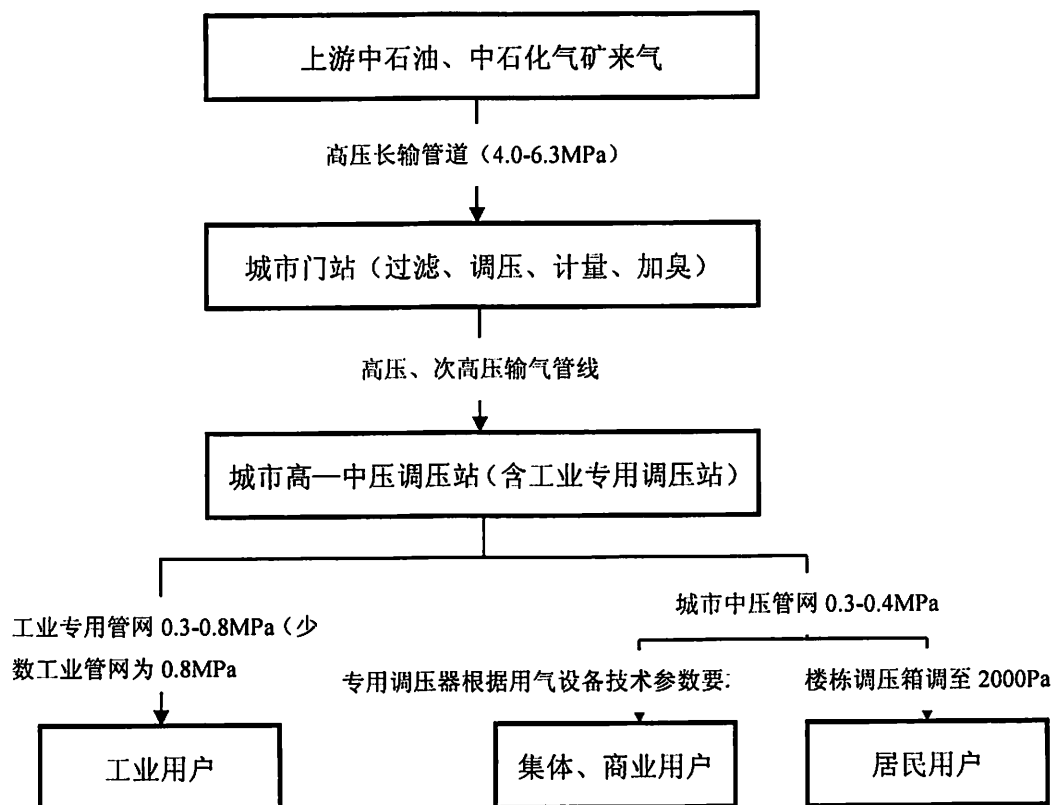 上游中石油、中石化气矿来气
高压长输管道（4.0-6.3MPa）
城市门站（过滤、调压、计量、加臭）
高压、次高压输气管线
城市高—中压调压站（含工业专用调压站）
城市中压管网 0.3-0.4MPa
工业专用管网 0.3-0.8MPa（少
数工业管网为 0.8MPa
专用调压器根据用气设备技术参数要
楼栋调压箱调至 2000Pa
工业用户
集体、商业用户
居民用户